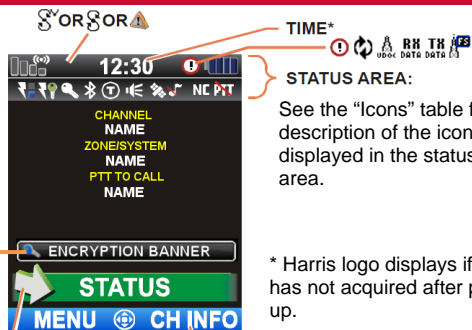 OR OR
TIME*
VDOC RX DATA TX DATA FS
12:30
STATUS AREA:
NC PTT
See the “Icons” table f
description of the icon
displayed in the status
area.
CHANNEL
NAME
ZONE/SYSTEM
NAME
PTT TO CALL
NAME
ENCRYPTION BANNER
STATUS
MENU CH INFO
* Harris logo displays if
has not acquired after p
up.